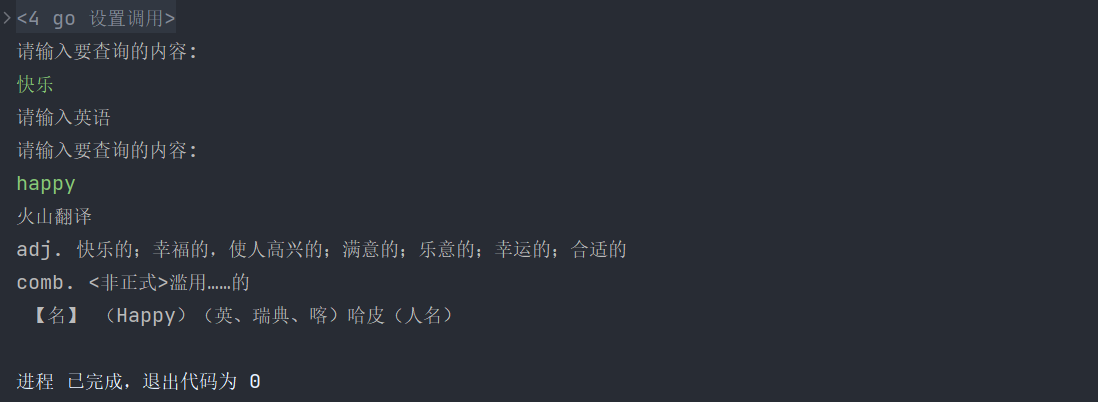 <4 go 设置调用>
请输入要查询的内容:
快乐
请输入英语
请输入要查询的内容:
happy
火山翻译
adj. 快乐的；幸福的，使人高兴的；满意的；乐意的；幸运的；合适的
comb. <非正式>滥用……的
【名】 （Happy）（英、瑞典、喀）哈皮（人名）
进程 已完成，退出代码为 0